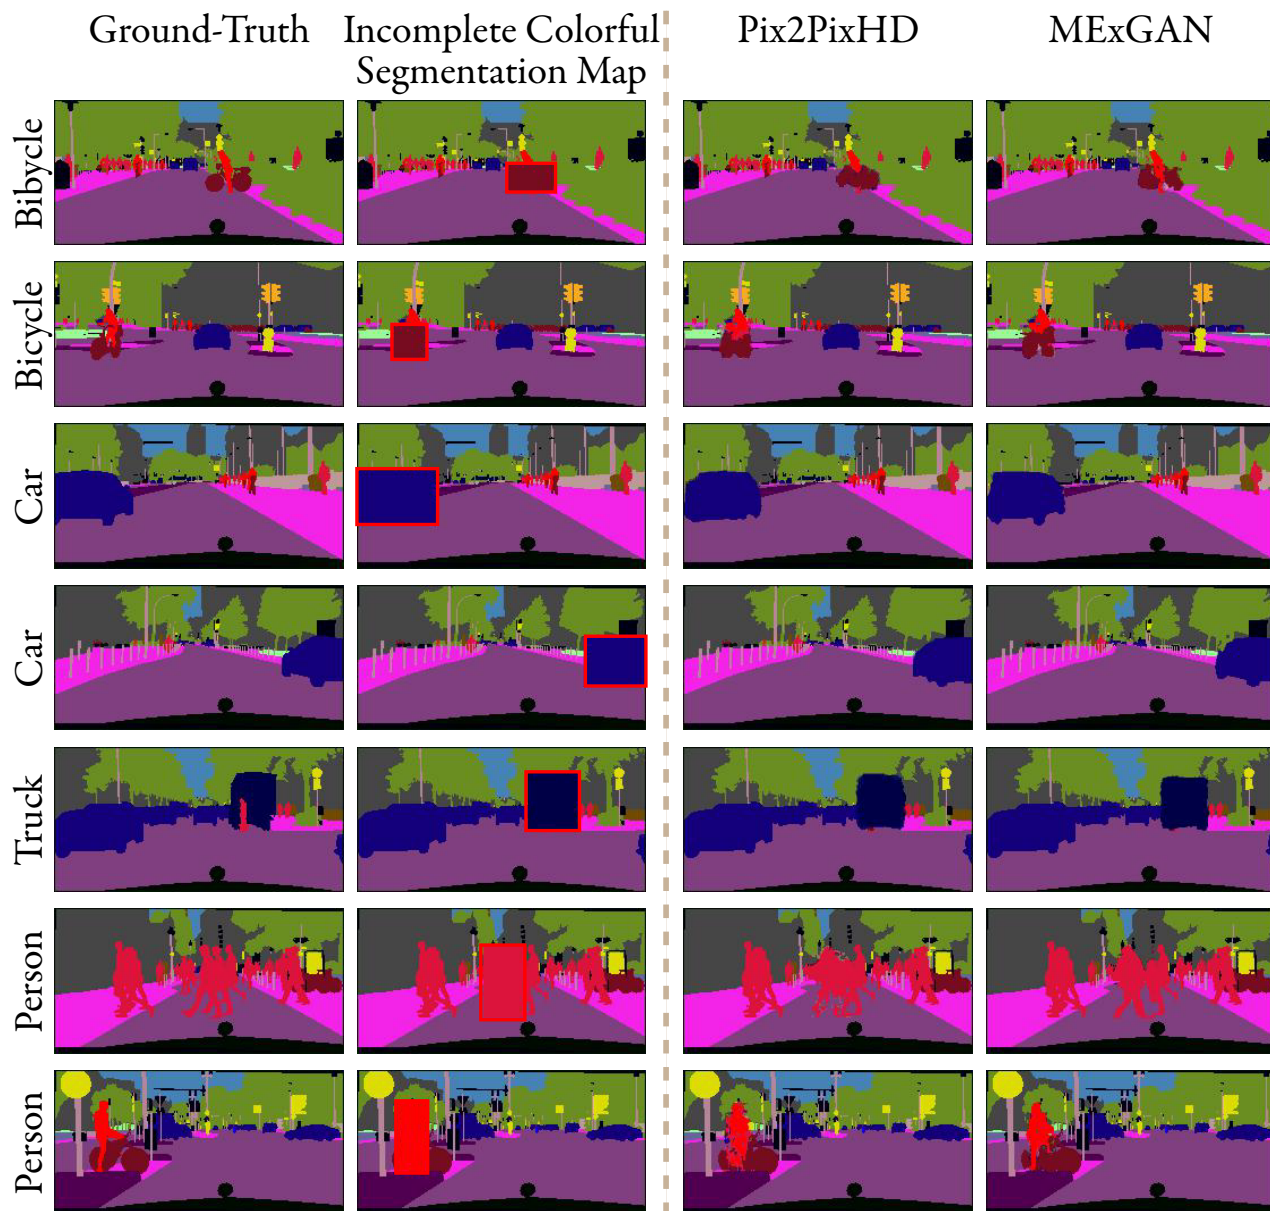 Ground-Truth
Incomplete Colorful
Segmentation Map
Pix2PixHD
MExGAN
Bibycle
Bicycle
Car
Car
Truck
Person
Person